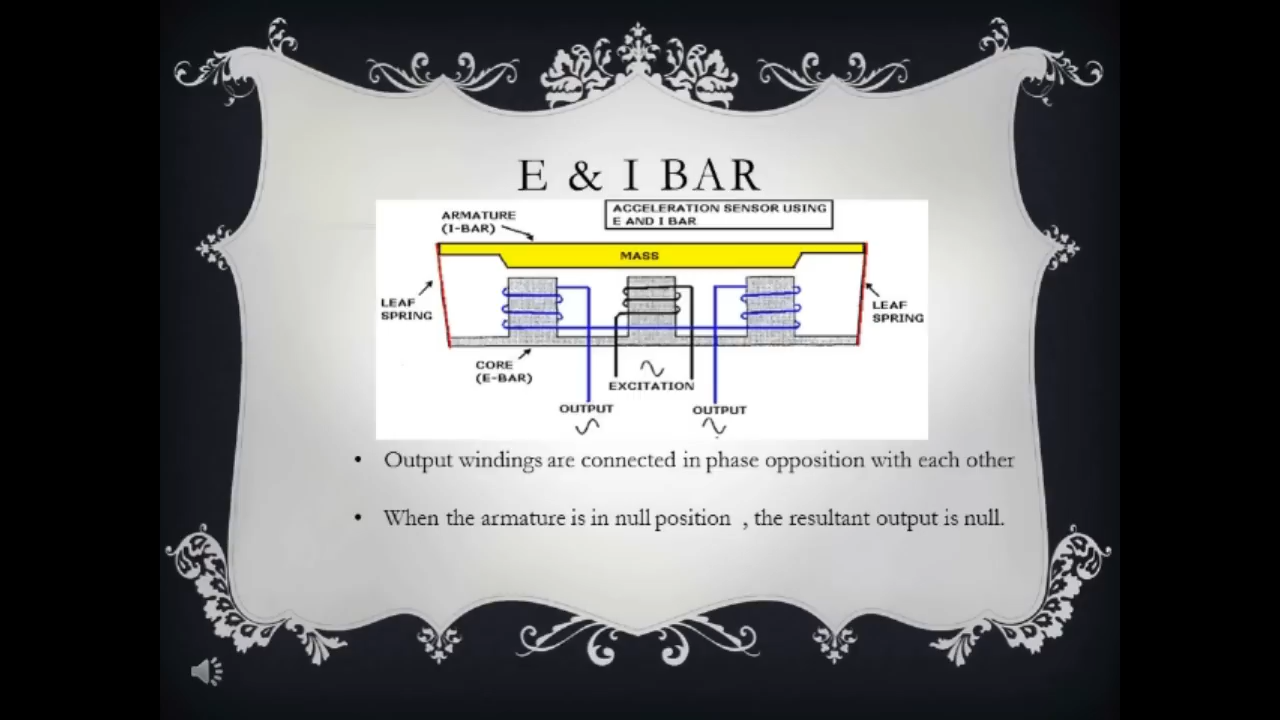 E & I BAR
ARMATURE
(I-BAR)
ACCELERATION SENSOR USING
E AND I BAR
MASS
LEAF
SPRING
LEAF
SPRING
CORE
(E-BAR)
EXCITATION
OUTPUT
OUTPUT
• Output windings are connected in phase opposition with each other
• When the armature is in null position , the resultant output is null.